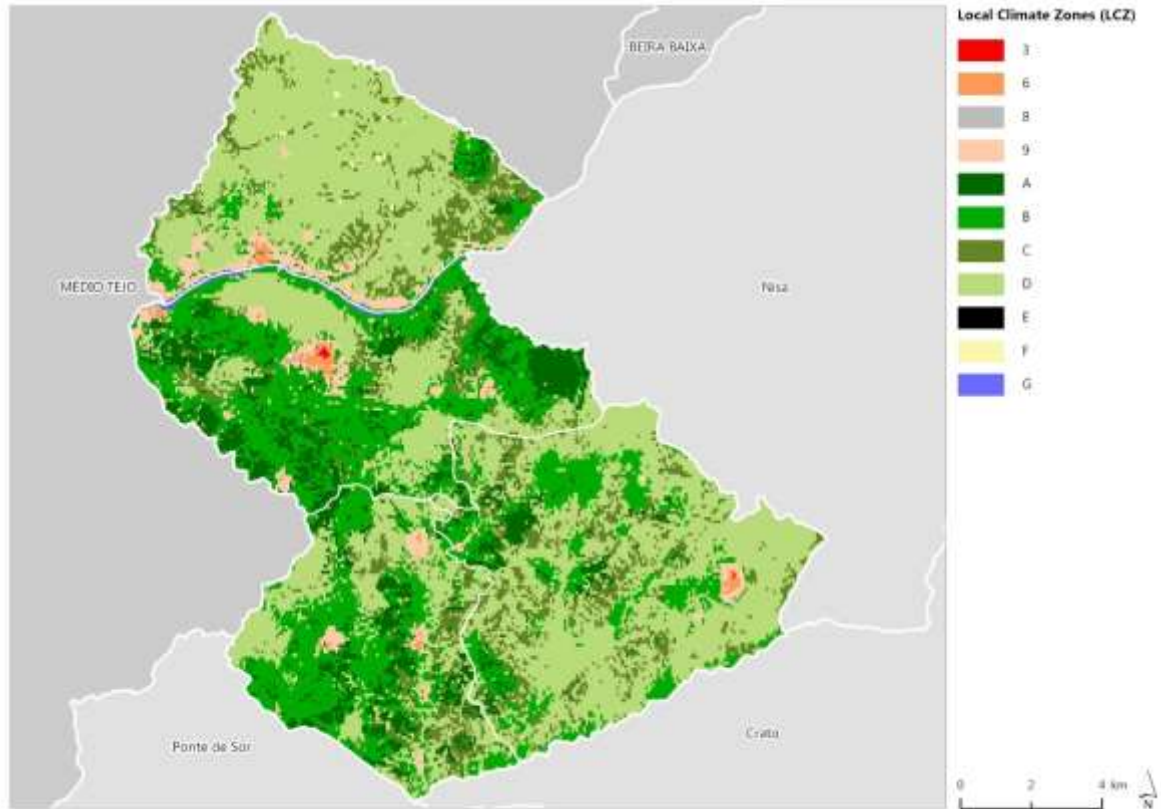 Local Climate Zones (LCZ)
3
6
8
9
A
B
C
D
E
F
G
BEIRA BAIXA
MÉDIO TEJO
Nisa
Ponte de Sor
Crato
0 2 4 km
N